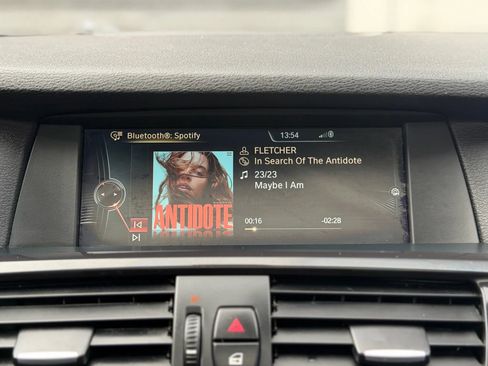 Bluetooth®: Spotify
13:54
FLETCHER
In Search Of The Antidote
23/23
Maybe I Am
ANTIDOTE
00:16
-02:28